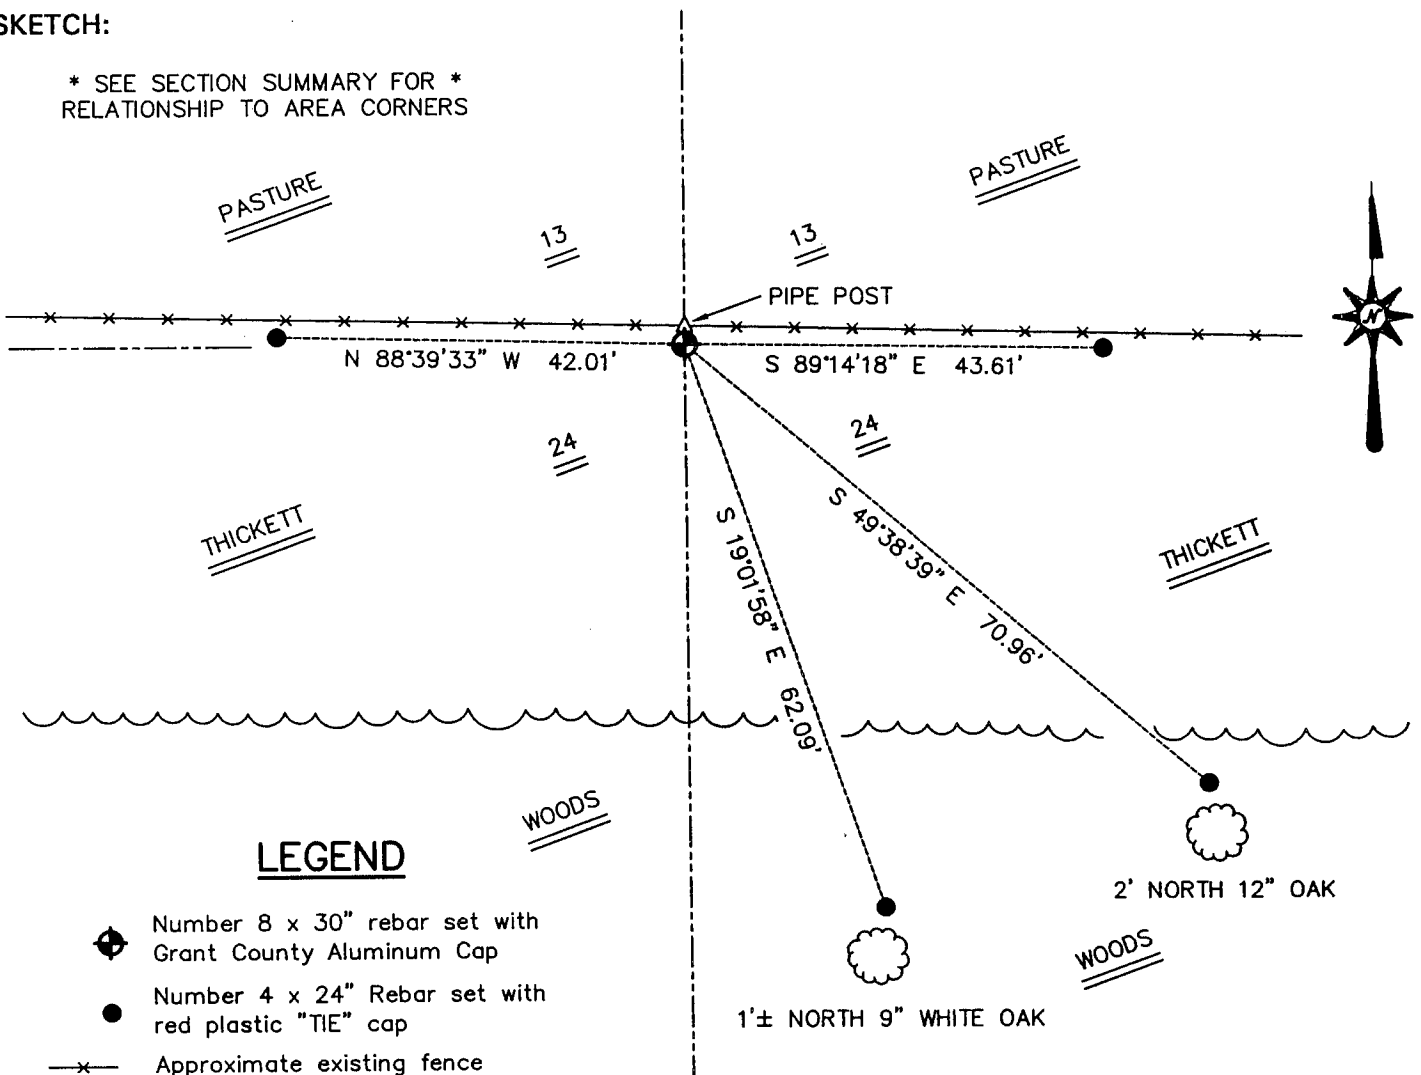 SKETCH:
* SEE SECTION SUMMARY FOR *
RELATIONSHIP TO AREA CORNERS
PASTURE
PASTURE
13
13
PIPE POST
N
N 88°39'33" W 42.01'
S 89°14'18" E 43.61'
24
24
THICKETT
THICKETT
S 19°01'58" E 62.09'
S 49°38'39" E 70.96'
WOODS
LEGEND
2' NORTH 12" OAK
Number 8 x 30" rebar set with
Grant County Aluminum Cap
WOODS
Number 4 x 24" Rebar set with
red plastic "TIE" cap
1'± NORTH 9" WHITE OAK
Approximate existing fence